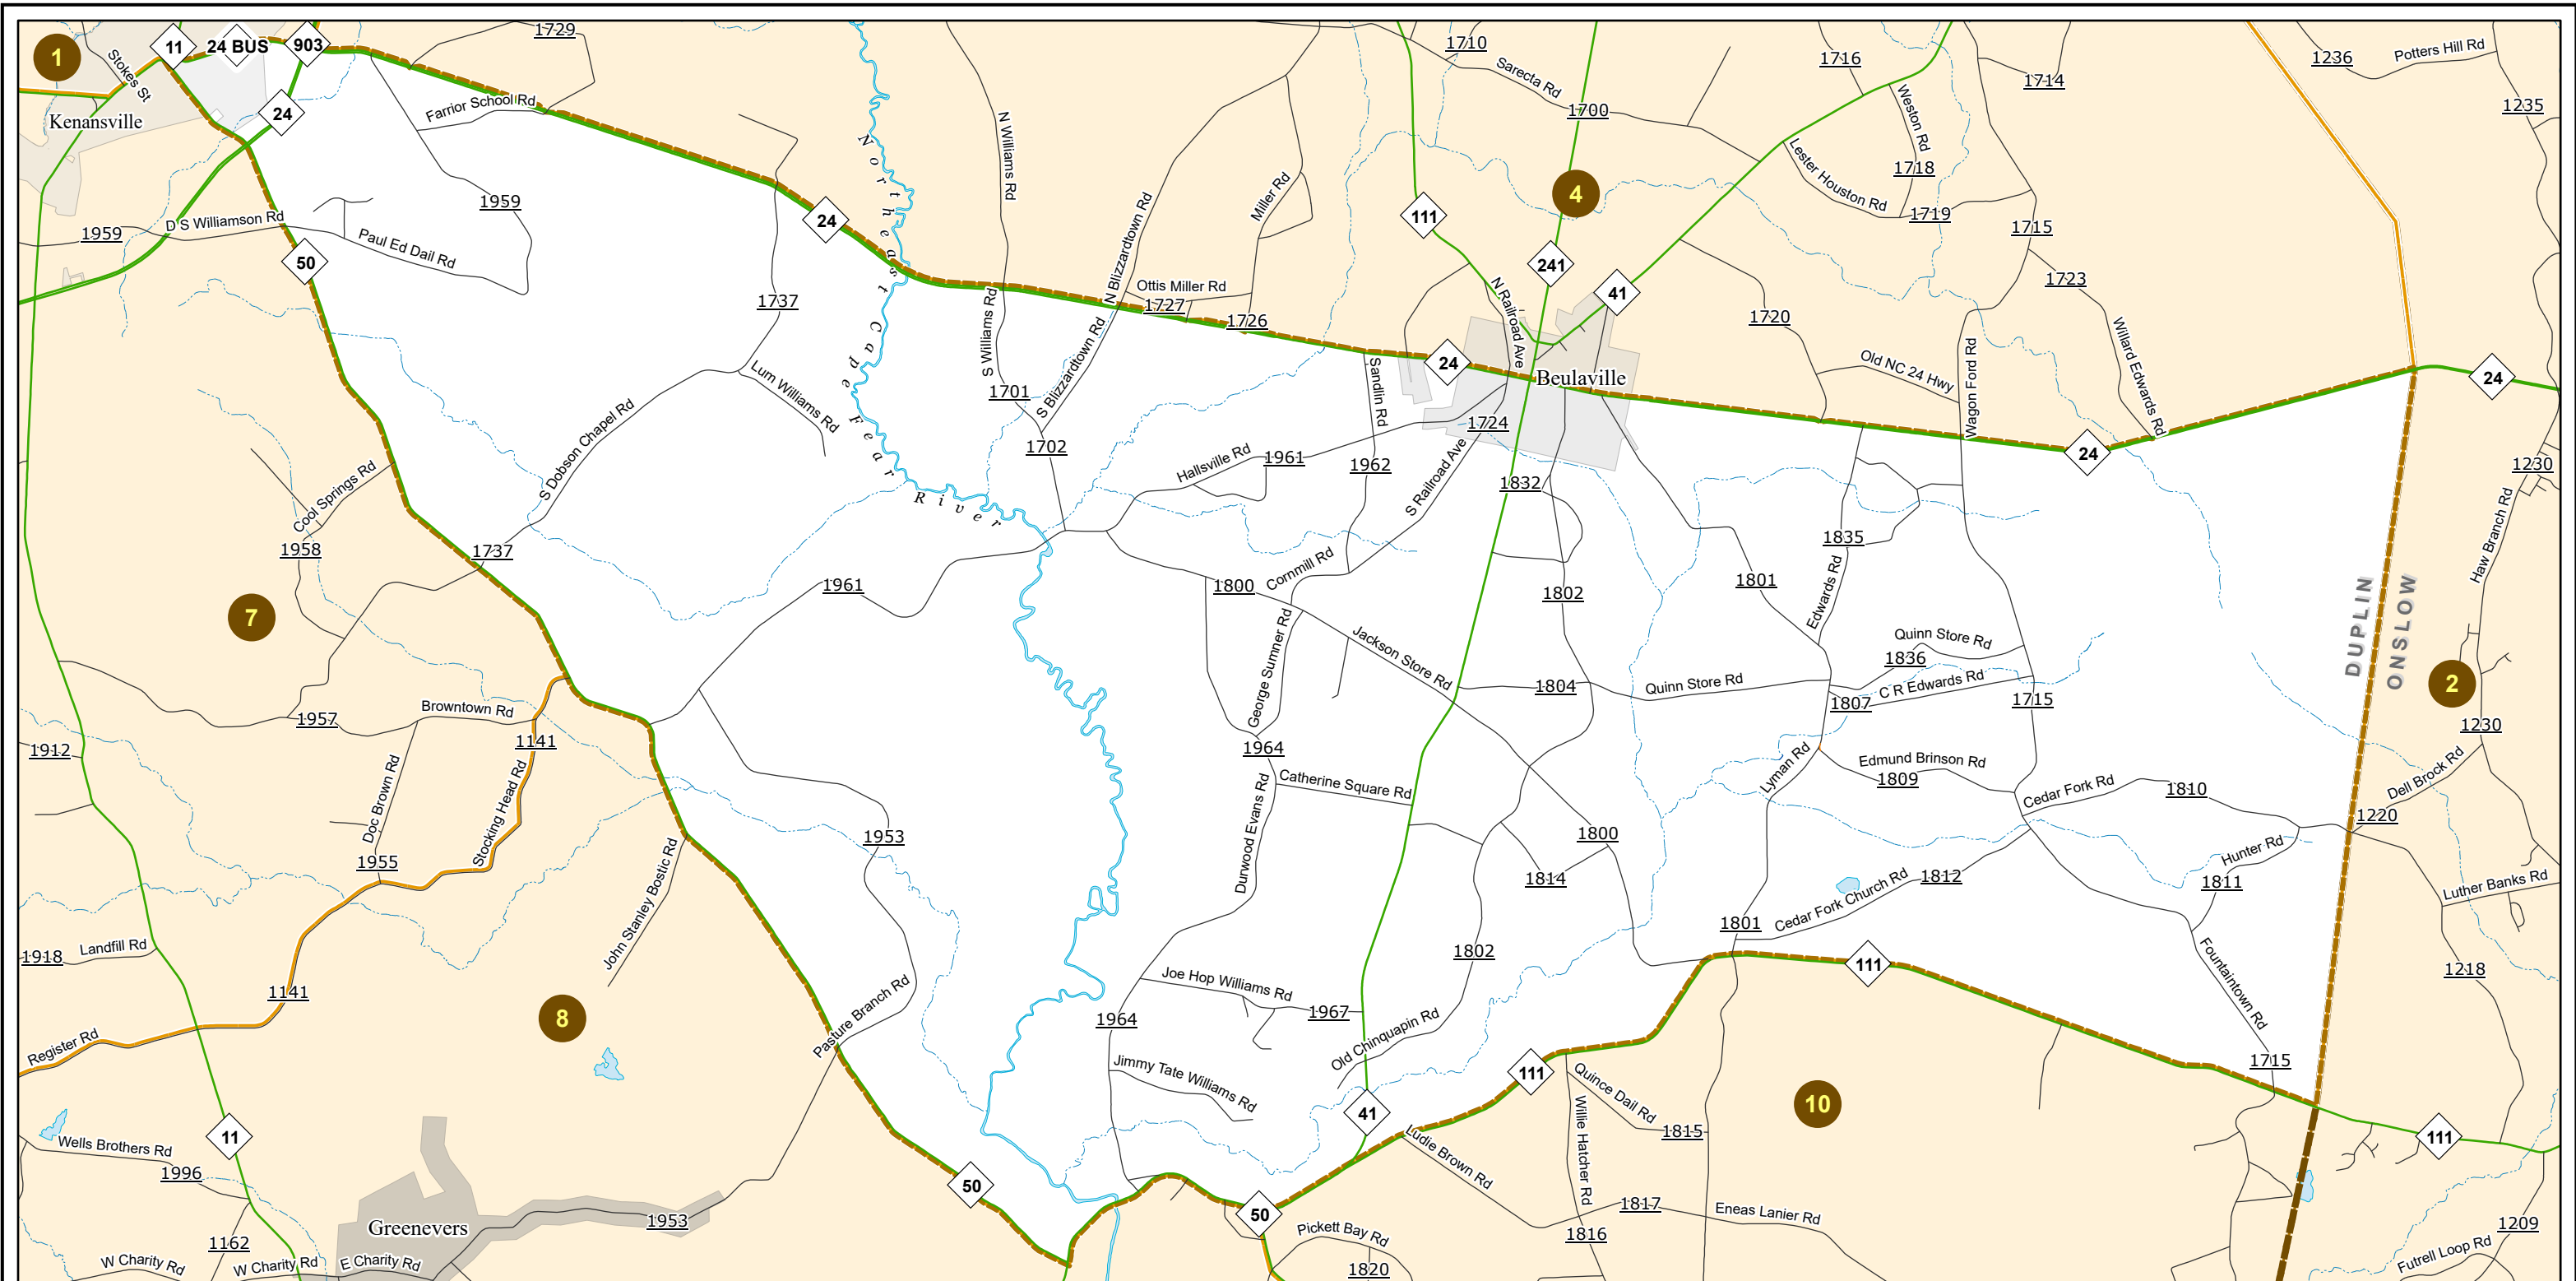 1
11
24 BUS
903
1729
1710
1716
1236
Potters Hill Rd
Stokes St
Sarecta Rd
1714
Farrior School Rd
24
1235
Kenansville
N Williams Rd
1700
Weston Rd
Lester Houston Rd
1718
1959
Miller Rd
4
D S Williamson Rd
1959
111
1719
N Blizzardtown Rd
24
1715
Paul Ed Dail Rd
50
241
1723
Ottis Miller Rd
41
1737
1727
1726
N Railroad Ave
1720
Northeast Cape Fear River
S Williams Rd
S Blizzardtown Rd
24
Willard Edwards Rd
Old NC 24 Hwy
Wagon Ford Rd
24
Beulaville
Sandlin Rd
Lum Williams Rd
1701
1724
S Dobson Chapel Rd
1702
24
Hallsville Rd
1961
1962
S Railroad Ave
1230
Cool Springs Rd
1832
Haw Branch Rd
1958
1737
1835
Cornmill Rd
1961
1800
1802
1801
Edwards Rd
DUPLIN
ONSLOW
7
George Sumner Rd
Jackson Store Rd
Quinn Store Rd
1836
2
1804
Quinn Store Rd
C R Edwards Rd
1807
1715
Browntown Rd
1957
1230
1141
1964
1912
Lyman Rd
Edmund Brinson Rd
1809
Catherine Square Rd
Cedar Fork Rd
1810
Dell Brock Rd
Doc Brown Rd
Stocking Head Rd
1220
1953
Durwood Evans Rd
1800
1955
Hunter Rd
1814
1812
1811
Luther Banks Rd
John Stanley Bostic Rd
Cedar Fork Church Rd
1801
1918
Landfill Rd
1802
111
1218
Fountaintown Rd
Joe Hop Williams Rd
1141
1967
8
1964
Pasture Branch Rd
Old Chinquapin Rd
Register Rd
1715
Jimmy Tate Williams Rd
111
Quince Dail Rd
10
41
11
Willie Hatcher Rd
1815
111
Wells Brothers Rd
Ludie Brown Rd
1996
50
50
1817
Eneas Lanier Rd
Greenevers
1953
Pickett Bay Rd
1816
1209
1162
W Charity Rd
W Charity Rd
E Charity Rd
1820
Futrell Loop Rd